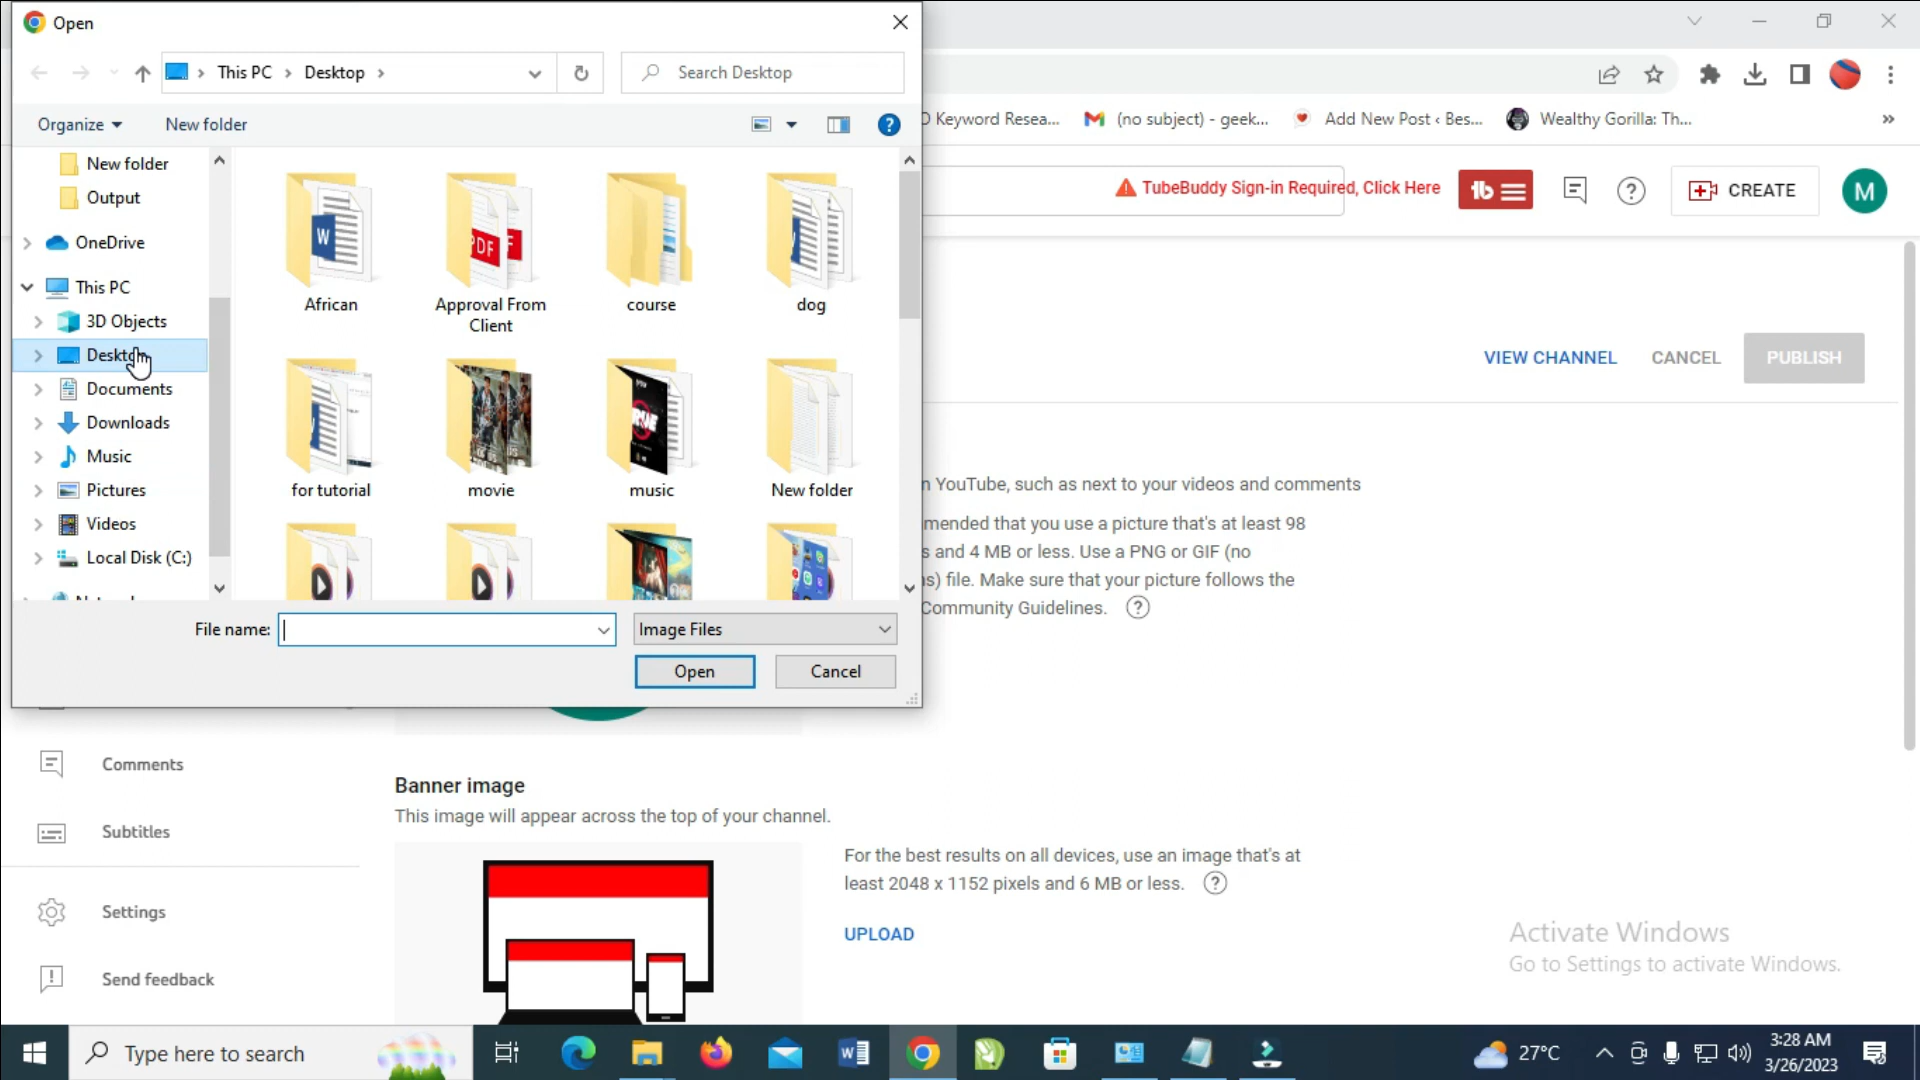 Open
This PC
Desktop
Search Desktop
Organize
New folder
New folder
Output
OneDrive
This PC
3D Objects
Documents
Downloads
Music
Pictures
Videos
Local Disk (C:)
African
Approval From
Client
course
dog
for tutorial
movie
music
New folder
File name:
Image Files
Open
Cancel
Keyword Resea...
(no subject) - geek...
Add New Post ‹ Bes...
Wealthy Gorilla: Th...
TubeBuddy Sign-in Required, Click Here
tb
CREATE
M
VIEW CHANNEL
CANCEL
PUBLISH
YouTube, such as next to your videos and comments
that you use a picture that's at least 98
and 4 MB or less. Use a PNG or GIF (no
file. Make sure that your picture follows the
Community Guidelines.
Comments
Subtitles
Settings
Send feedback
Banner image
This image will appear across the top of your channel.
For the best results on all devices, use an image that's at
least 2048 x 1152 pixels and 6 MB or less.
UPLOAD
Activate Windows
Go to Settings to activate Windows.
Type here to search
27°C
3:28 AM
3/26/2023